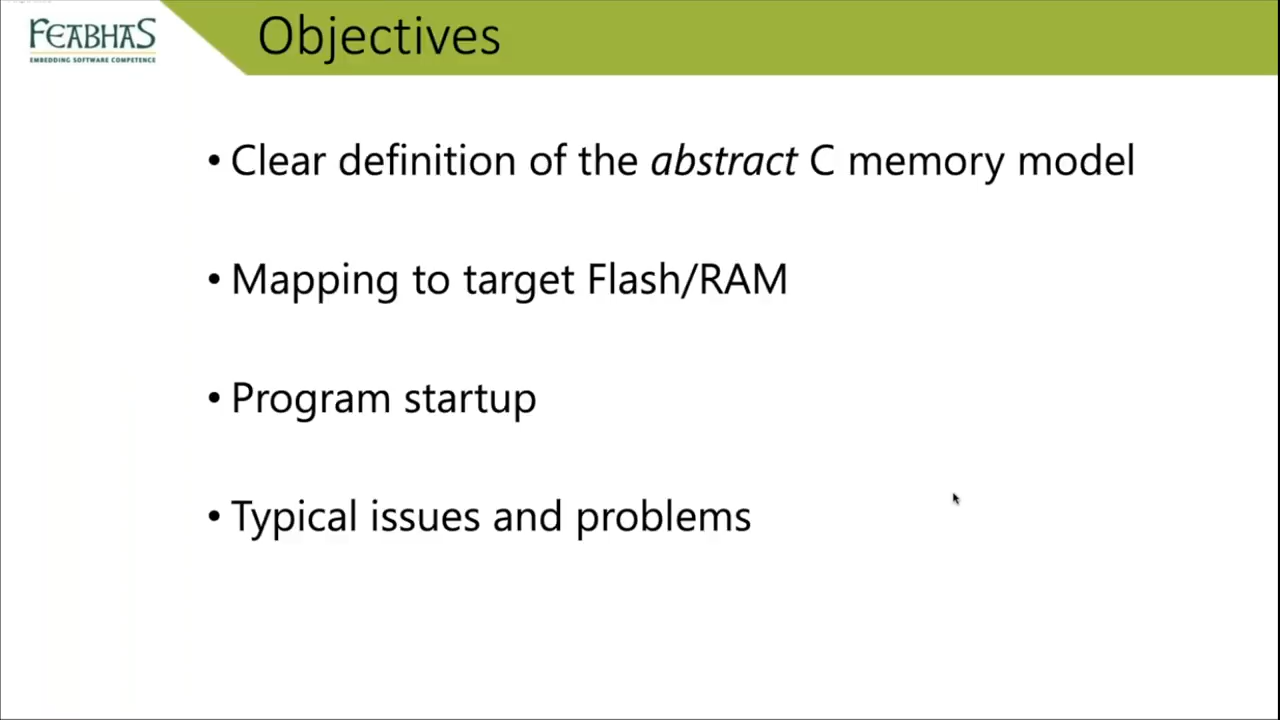 FEABHAS
EMBEDDING SOFTWARE COMPETENCE
Objectives
• Clear definition of the abstract C memory model
• Mapping to target Flash/RAM
• Program startup
• Typical issues and problems